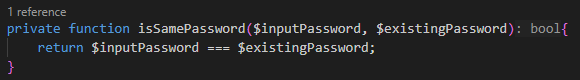 1 reference
private function isSamePassword($inputPassword, $existingPassword): bool{
    return $inputPassword === $existingPassword;
}